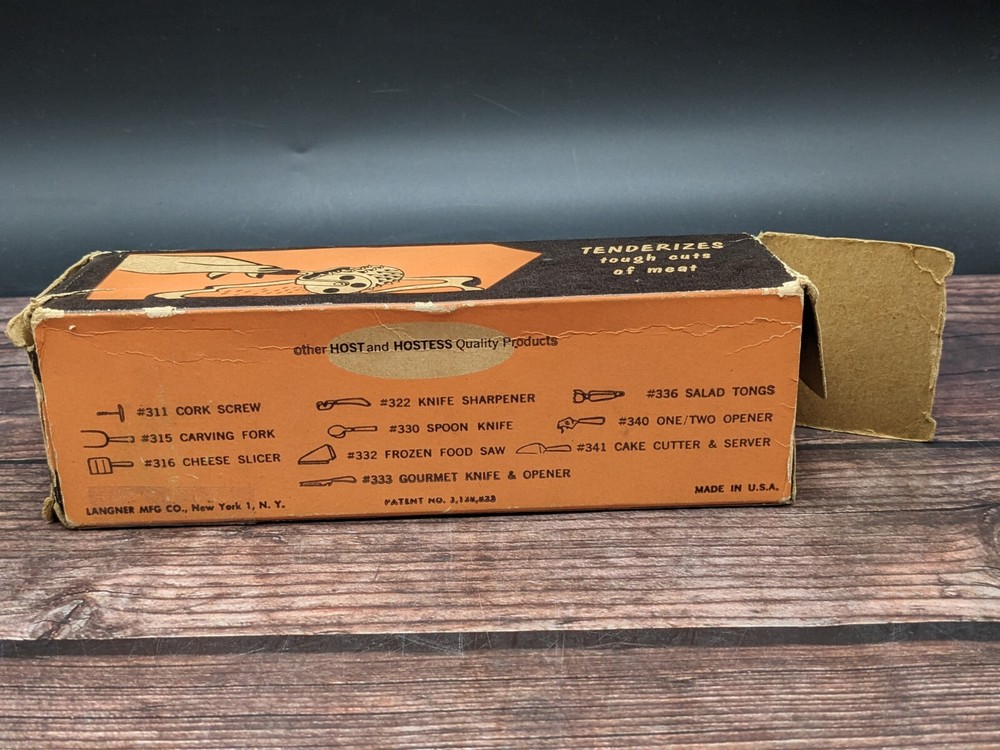 TENDERIZES
tough cuts
of meat
other HOST and HOSTESS Quality Products
#311 CORK SCREW
#315 CARVING FORK
#316 CHEESE SLICER
#322 KNIFE SHARPENER
#330 SPOON KNIFE
#332 FROZEN FOOD SAW
#333 GOURMET KNIFE & OPENER
#336 SALAD TONGS
#340 ONE/TWO OPENER
#341 CAKE CUTTER & SERVER
LANGNER MFG CO., New York 1, N. Y.
PATENT NO.
MADE IN U.S.A.